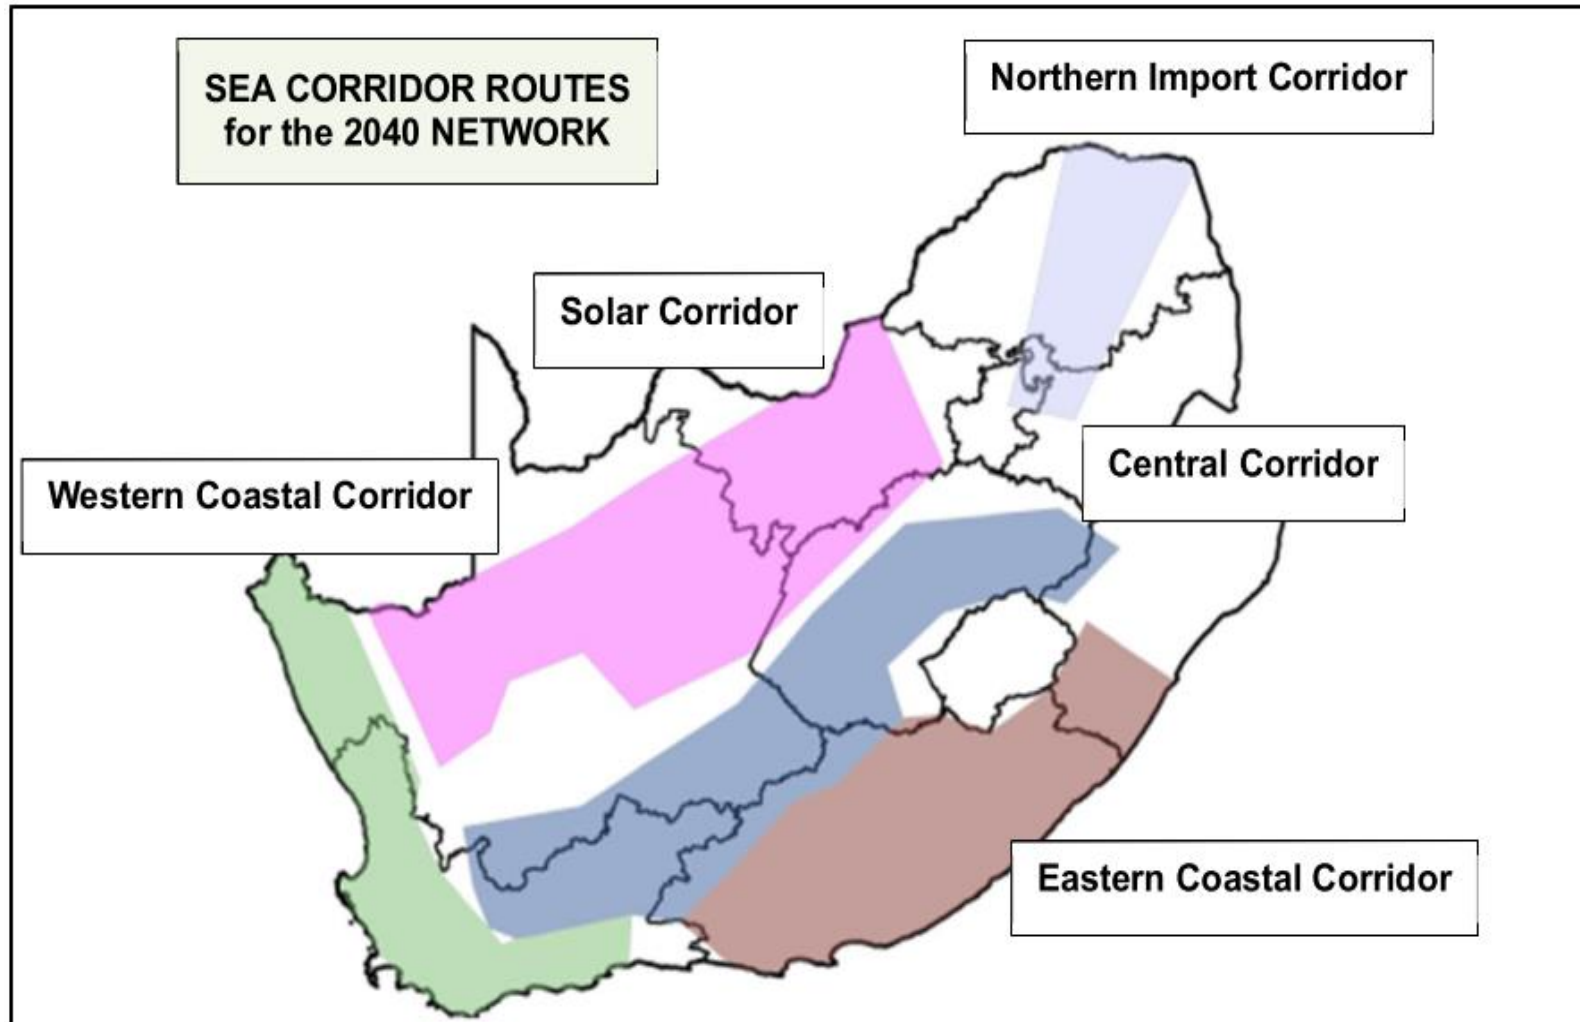 SEA CORRIDOR ROUTES
for the 2040 NETWORK
Northern Import Corridor
Solar Corridor
Central Corridor
Western Coastal Corridor
Eastern Coastal Corridor